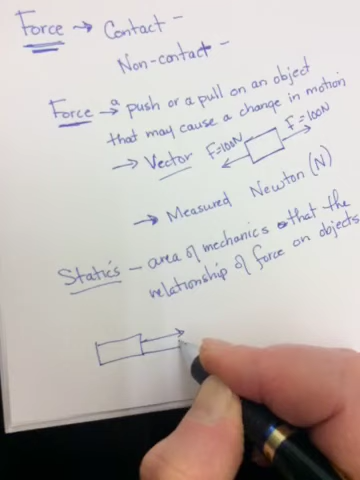 Force → Contact –
Non-contact –
Force → a push or a pull on an object
that may cause a change in motion
→ Vector F=100N F=100N
→ Measured Newton (N)
Statics – area of mechanics that the
relationship of force on objects